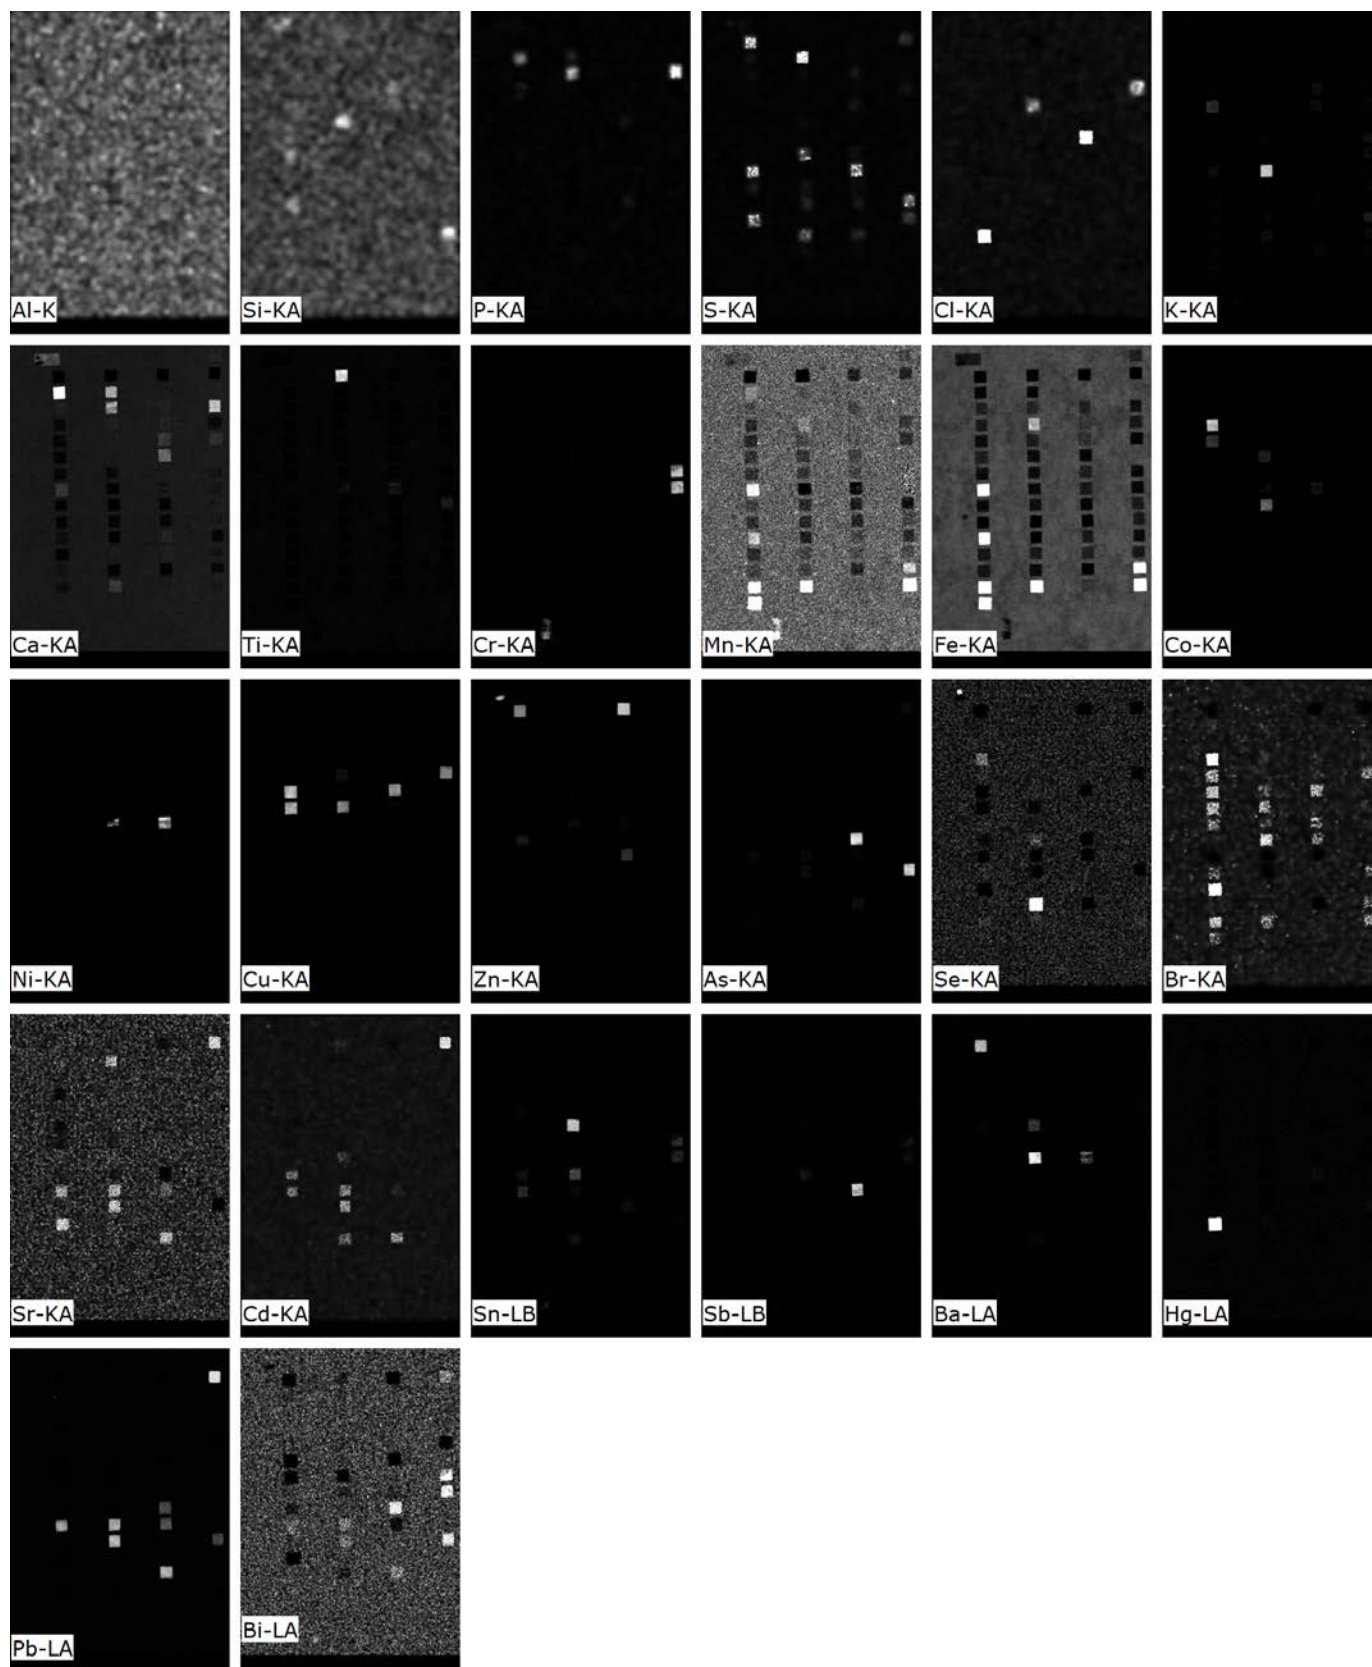 Al-K Si-KA P-KA S-KA Cl-KA K-KA
Ca-KA Ti-KA Cr-KA Mn-KA Fe-KA Co-KA
Ni-KA Cu-KA Zn-KA As-KA Se-KA Br-KA
Sr-KA Cd-KA Sn-LB Sb-LB Ba-LA Hg-LA
Pb-LA Bi-LA